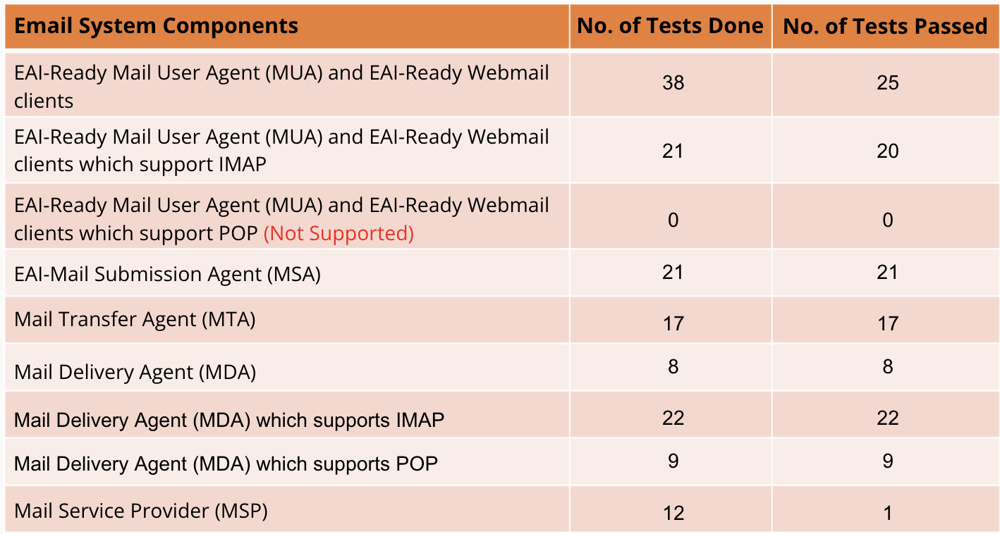 Email System Components No. of Tests Done No. of Tests Passed
EAI-Ready Mail User Agent (MUA) and EAI-Ready Webmail
clients 38 25
EAI-Ready Mail User Agent (MUA) and EAI-Ready Webmail
clients which support IMAP 21 20
EAI-Ready Mail User Agent (MUA) and EAI-Ready Webmail
clients which support POP (Not Supported) 0 0
EAI-Mail Submission Agent (MSA) 21 21
Mail Transfer Agent (MTA) 17 17
Mail Delivery Agent (MDA) 8 8
Mail Delivery Agent (MDA) which supports IMAP 22 22
Mail Delivery Agent (MDA) which supports POP 9 9
Mail Service Provider (MSP) 12 1